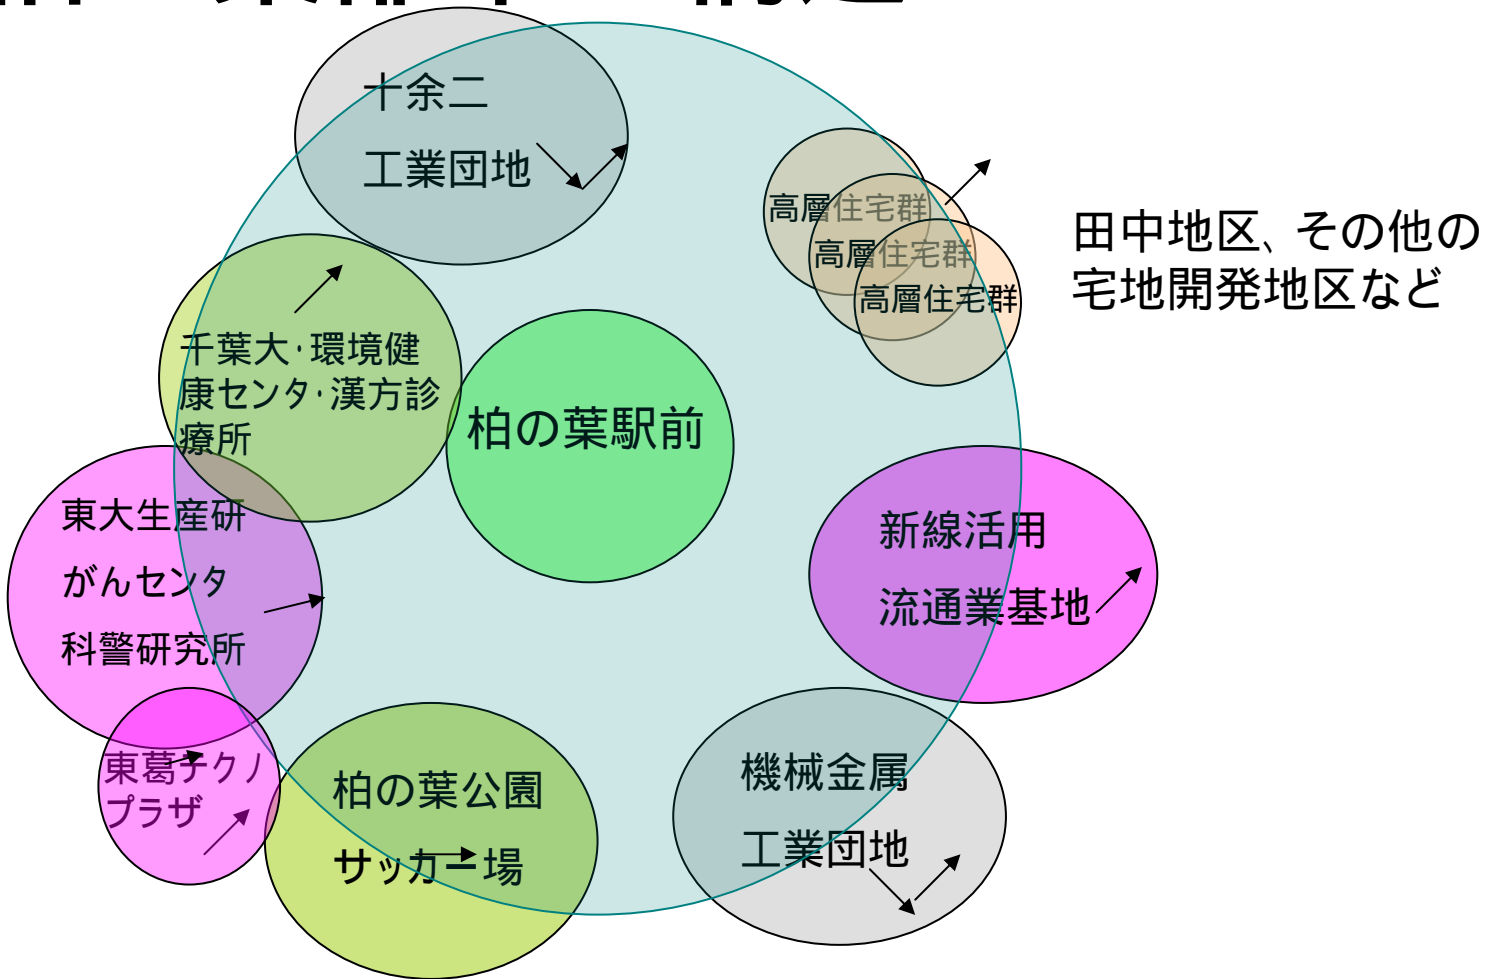 十余二
工業団地
高層住宅群
高層住宅群
高層住宅群
田中地区、その他の
宅地開発地区など
千葉大・環境健
康センタ・漢方診
療所
柏の葉駅前
東大生産研
がんセンタ
科警研究所
新線活用
流通業基地
東葛テクノ
プラザ
柏の葉公園
サッカー場
機械金属
工業団地